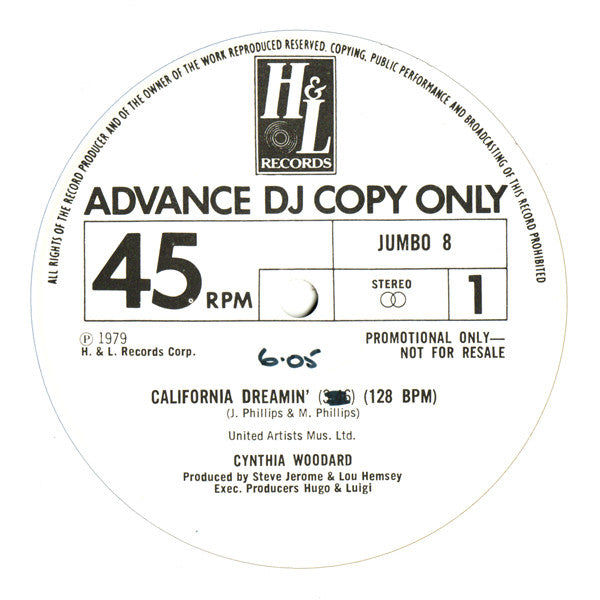 ALL RIGHTS OF THE RECORD PRODUCER AND OF THE OWNER OF THE WORK REPRODUCED RESERVED. COPYING, PUBLIC PERFORMANCE AND BROADCASTING OF THIS RECORD PROHIBITED
H&L
RECORDS
ADVANCE DJ COPY ONLY
45 RPM
JUMBO 8
STEREO
1
℗ 1979
H. & L. Records Corp.
PROMOTIONAL ONLY—
NOT FOR RESALE
6.05
CALIFORNIA DREAMIN' (128 BPM)
(J. Phillips & M. Phillips)
United Artists Mus. Ltd.
CYNTHIA WOODARD
Produced by Steve Jerome & Lou Hemsey
Exec. Producers Hugo & Luigi